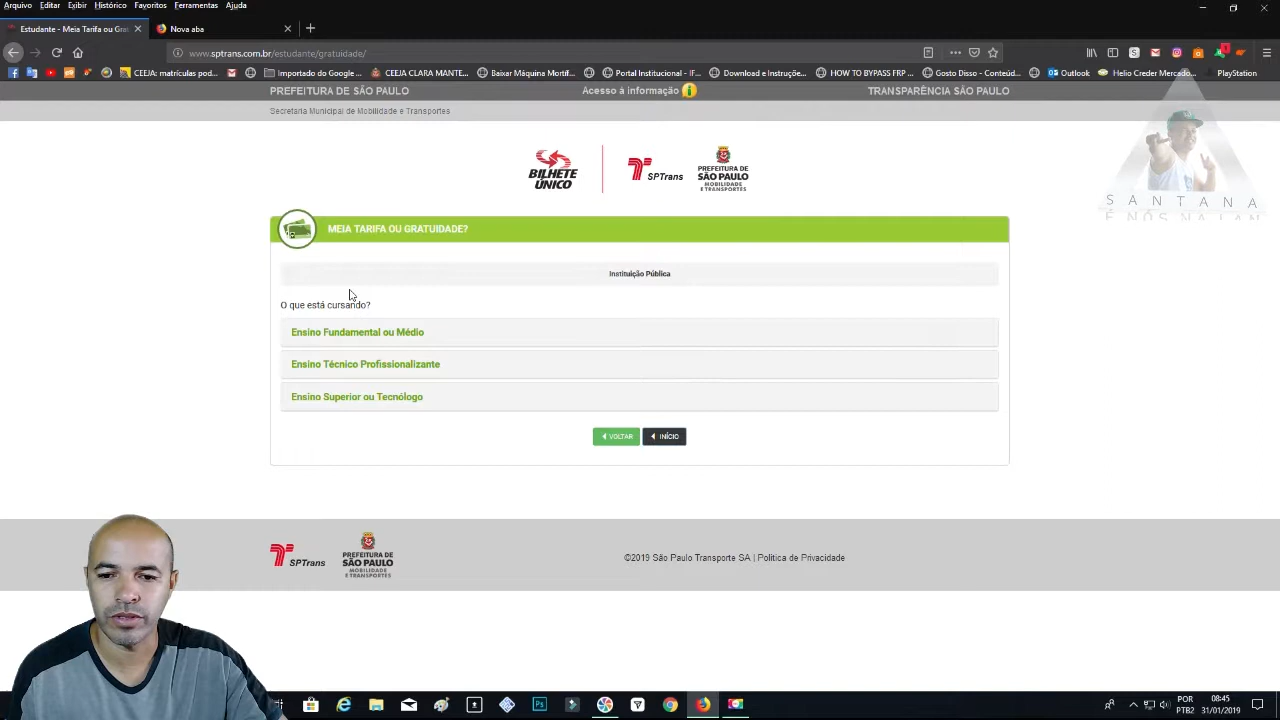 Arquivo Editar Exibir Histórico Favoritos Ferramentas Ajuda
Estudante - Meia Tarifa ou Gra
Nova aba
www.sptrans.com.br/estudante/gratuidade/
CEEJA: matrículas pod...
Importado do Google ...
CEEJA CLARA MANTE...
Baixar Máquina Mortíf...
Portal Institucional - IF...
Download e Instruçõe...
HOW TO BYPASS FRP ...
Gosto Disso - Conteúd...
Outlook
Helio Creder Mercado...
PlayStation
PREFEITURA DE SÃO PAULO
Acesso à informação
TRANSPARÊNCIA SÃO PAULO
Secretaria Municipal de Mobilidade e Transportes
BILHETE ÚNICO
SPTrans
PREFEITURA DE
SÃO PAULO
MOBILIDADE
E TRANSPORTES
SANTANA
MEIA TARIFA OU GRATUIDADE?
Instituição Pública
O que está cursando?
Ensino Fundamental ou Médio
Ensino Técnico Profissionalizante
Ensino Superior ou Tecnólogo
VOLTAR
INÍCIO
SPTrans
PREFEITURA DE
SÃO PAULO
MOBILIDADE
E TRANSPORTES
©2019 São Paulo Transporte SA | Política de Privacidade
POR
PTB2
08:45
31/01/2019